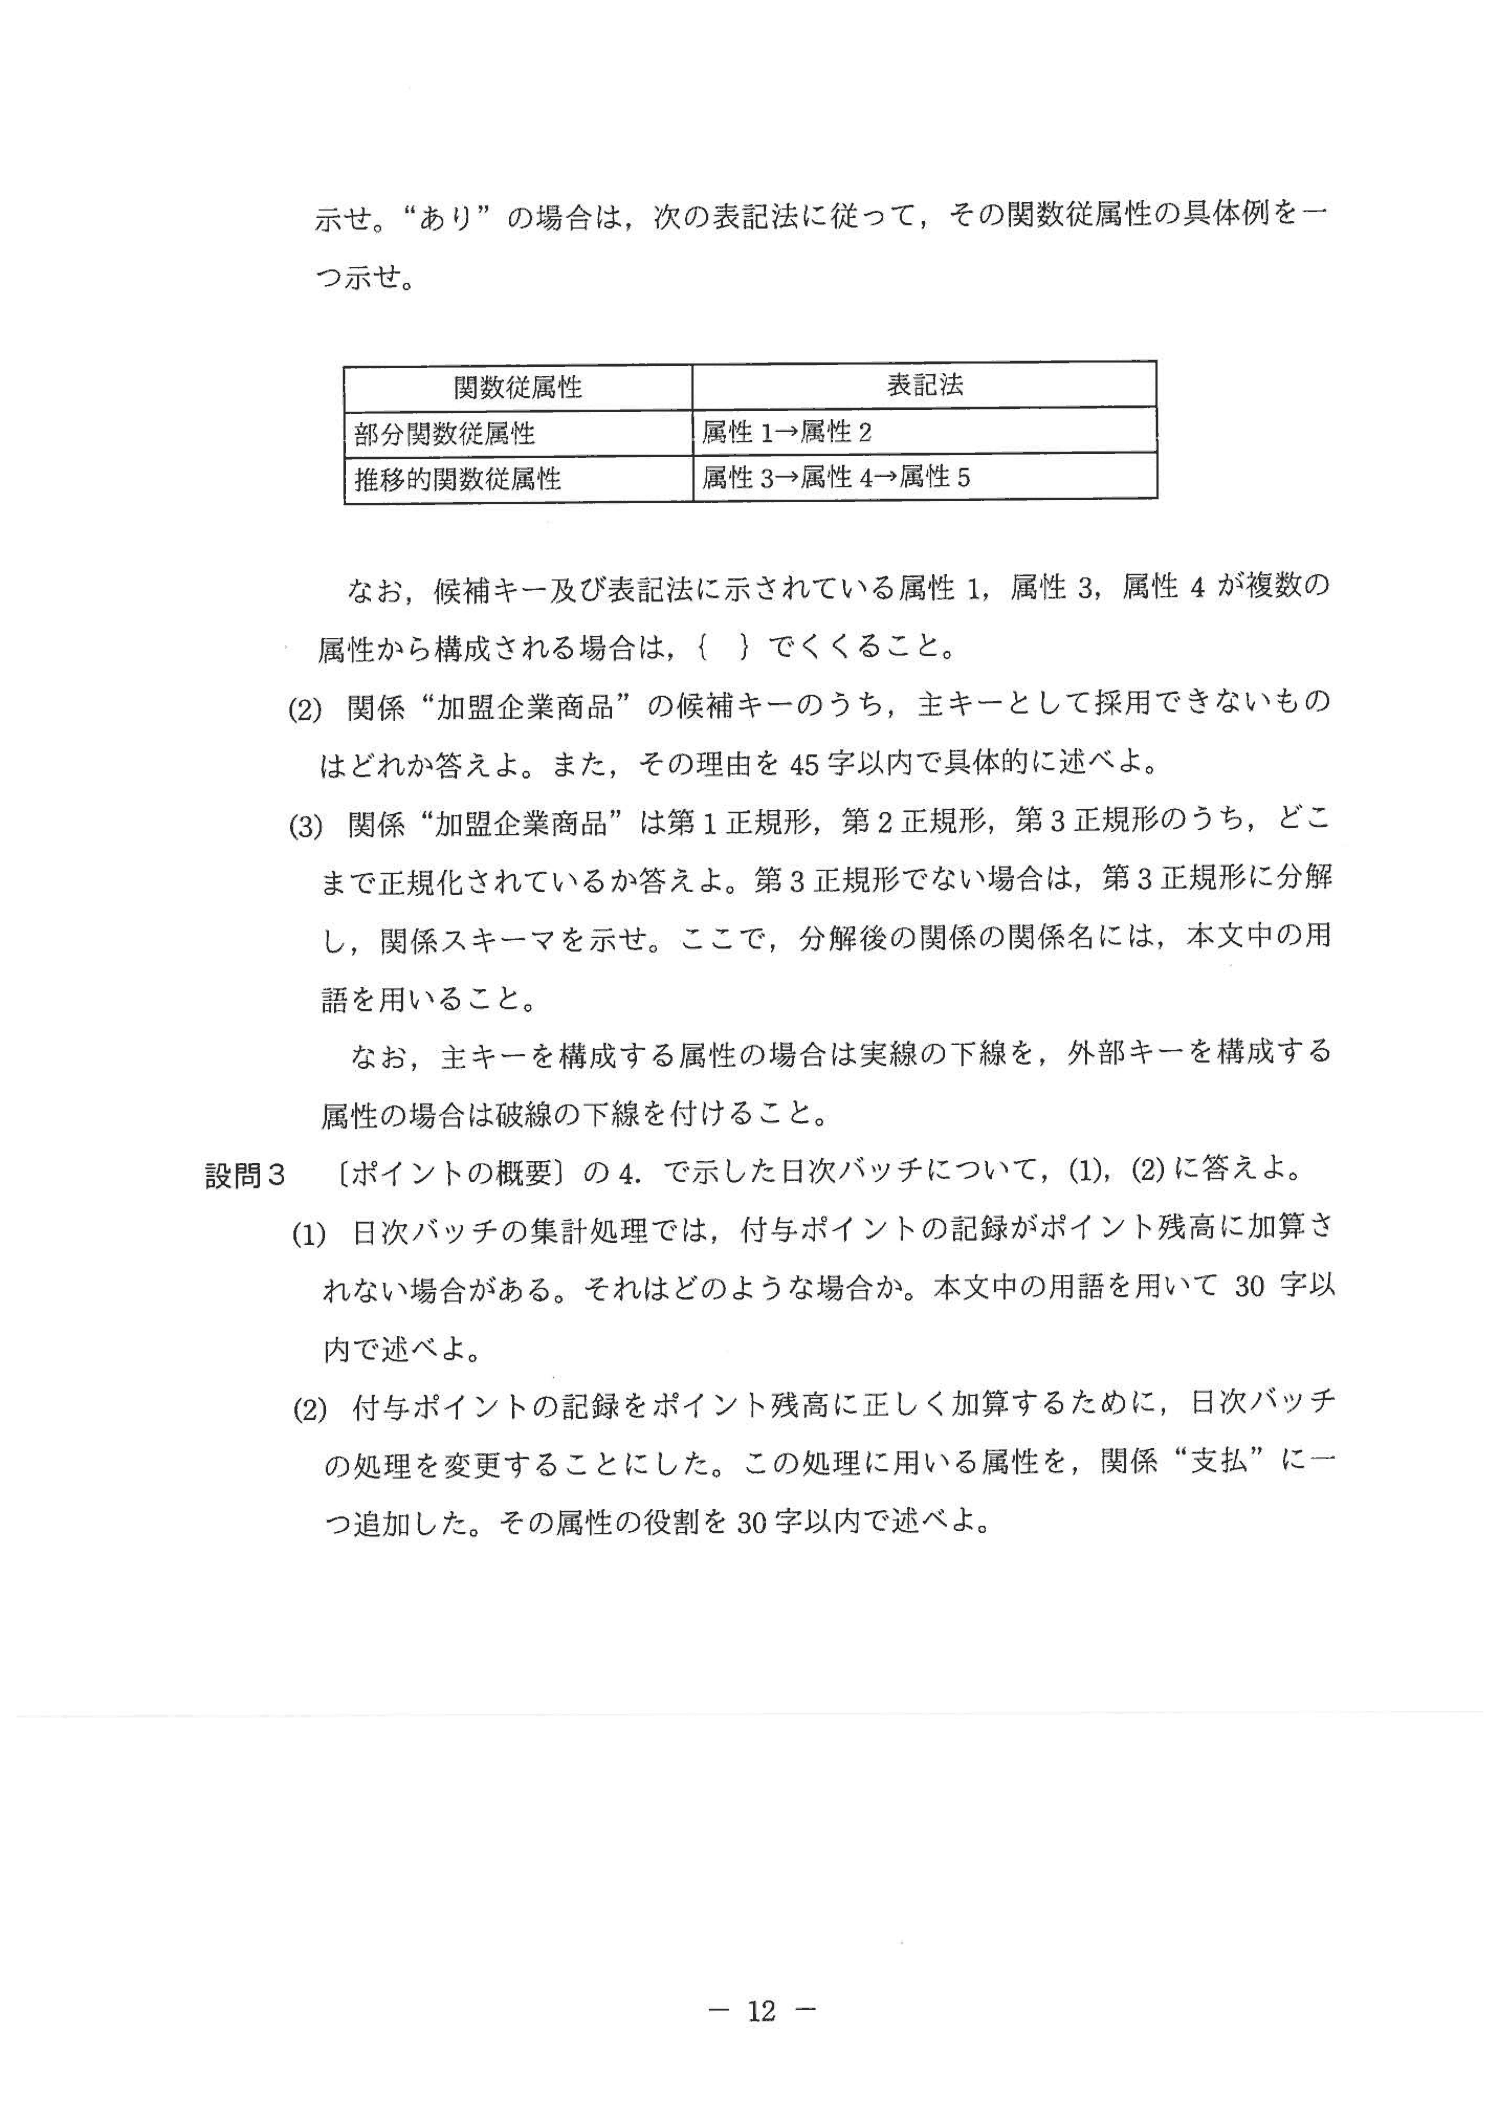 示せ。“あり”の場合は，次の表記法に従って，その関数従属性の具体例を一
つ示せ。
関数従属性 表記法
部分関数従属性 属性 1→属性 2
推移的関数従属性 属性 3→属性 4→属性 5
なお，候補キー及び表記法に示されている属性 1，属性 3，属性 4 が複数の
属性から構成される場合は，{ } でくくること。
(2) 関係“加盟企業商品”の候補キーのうち，主キーとして採用できないもの
はどれか答えよ。また，その理由を 45 字以内で具体的に述べよ。
(3) 関係“加盟企業商品”は第 1 正規形，第 2 正規形，第 3 正規形のうち，どこ
まで正規化されているか答えよ。第 3 正規形でない場合は，第 3 正規形に分解
し，関係スキーマを示せ。ここで，分解後の関係の関係名には，本文中の用
語を用いること。
なお，主キーを構成する属性の場合は実線の下線を，外部キーを構成する
属性の場合は破線の下線を付けること。
設問３ 〔ポイントの概要〕の 4．で示した日次バッチについて，(1)，(2) に答えよ。
(1) 日次バッチの集計処理では，付与ポイントの記録がポイント残高に加算さ
れない場合がある。それはどのような場合か。本文中の用語を用いて 30 字以
内で述べよ。
(2) 付与ポイントの記録をポイント残高に正しく加算するために，日次バッチ
の処理を変更することにした。この処理に用いる属性を，関係“支払”に一
つ追加した。その属性の役割を 30 字以内で述べよ。
－ 12 －